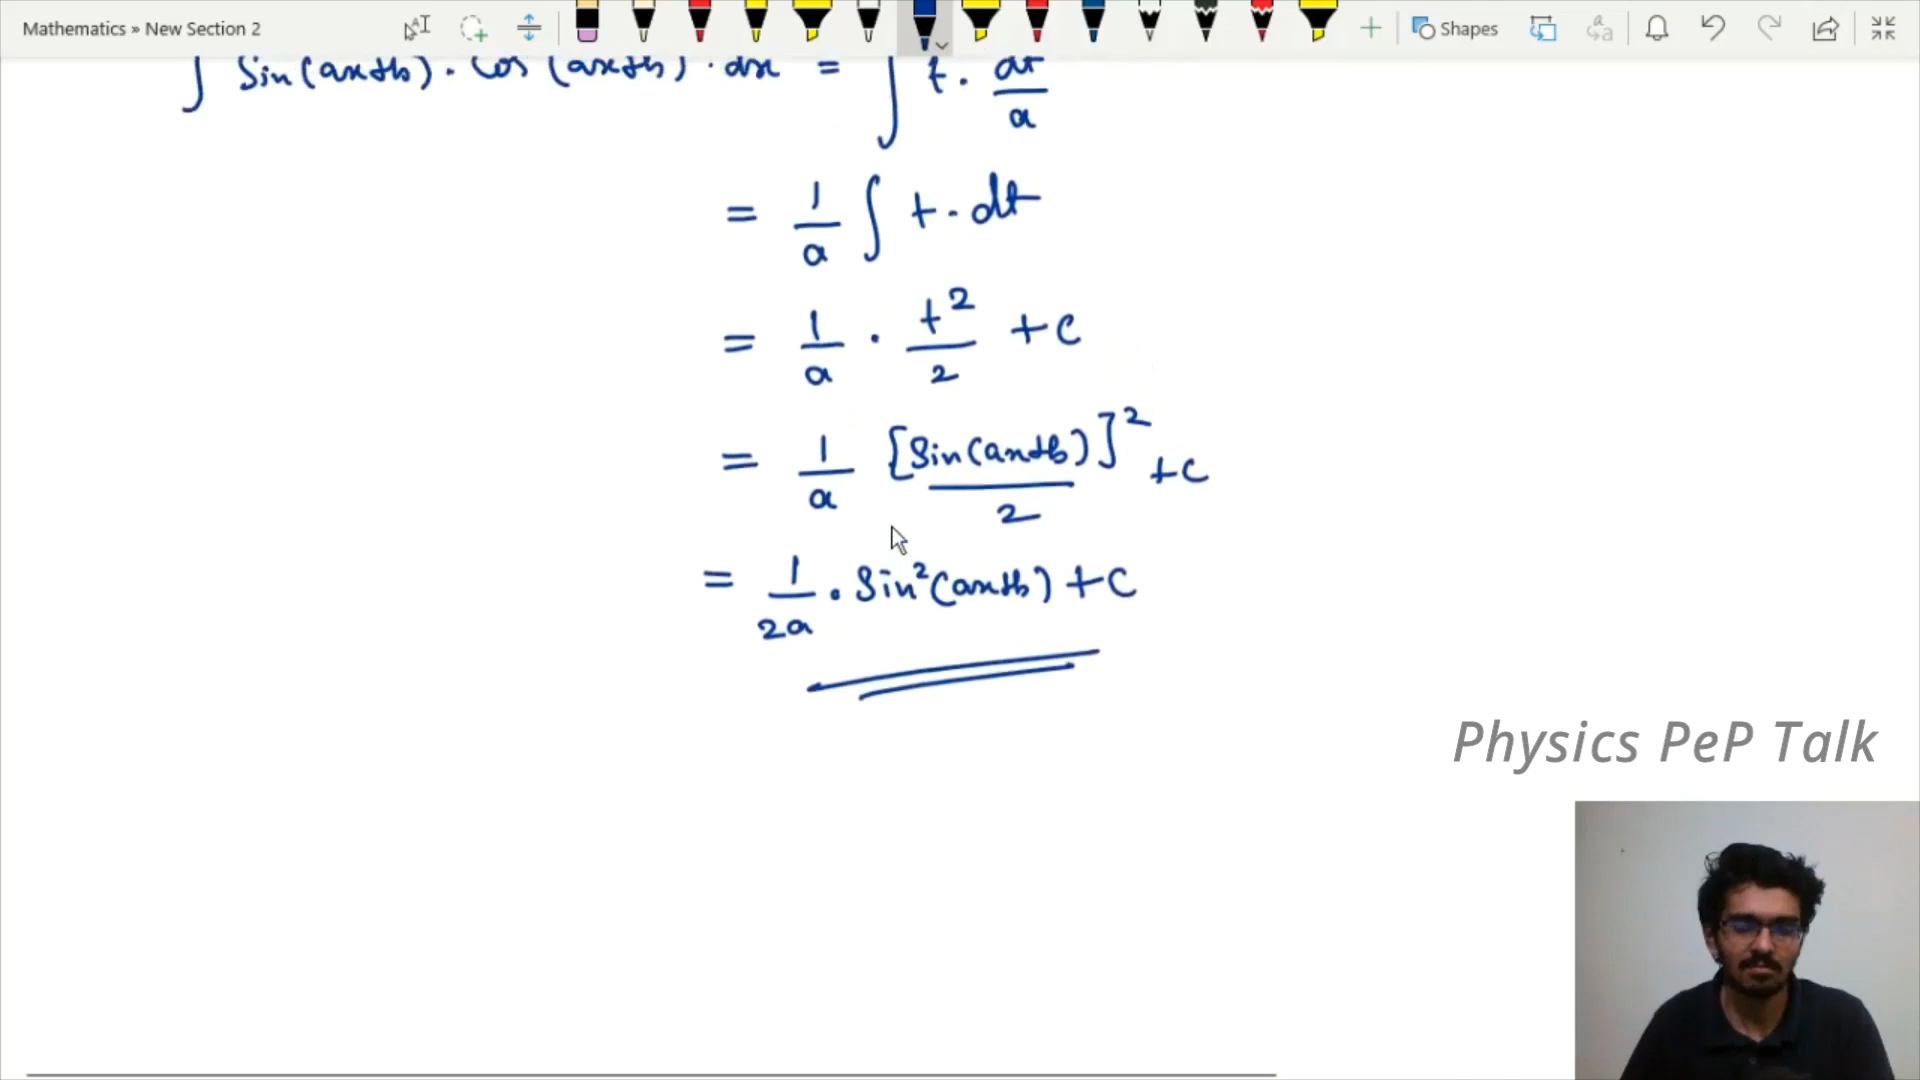 Mathematics » New Section 2
Shapes
∫ Sin(ax+b) · Cos(ax+b) · dx = ∫ t · dt/a
= 1/a ∫ t · dt
= 1/a · t²/2 + c
= 1/a [Sin(ax+b)]²/2 + c
= 1/2a · Sin²(ax+b) + c
Physics PeP Talk